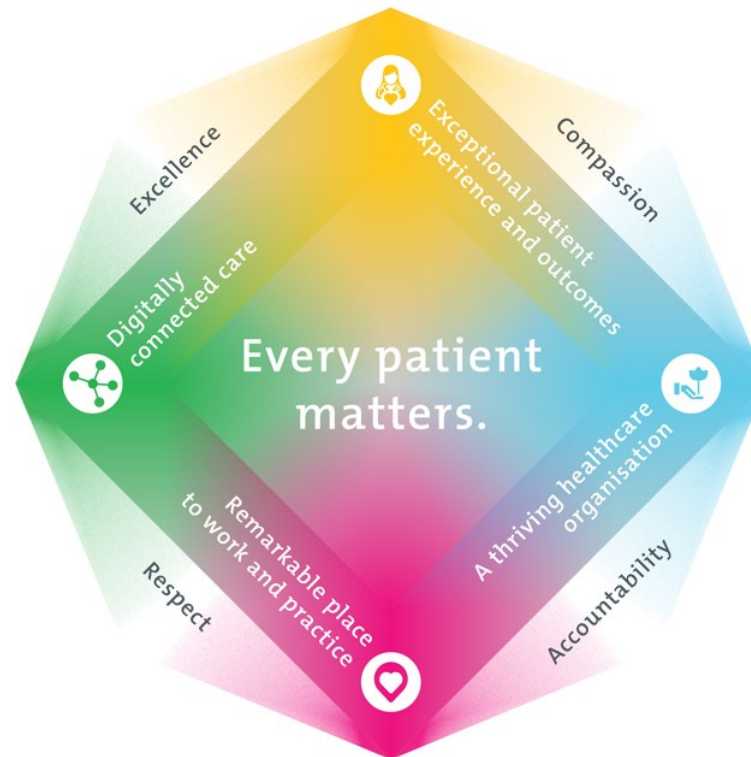 Excellence
Compassion
Exceptional patient
experience and outcomes
Digitally
connected care
Every patient
matters.
A thriving healthcare
organisation
Remarkable place
to work and practice
Respect
Accountability